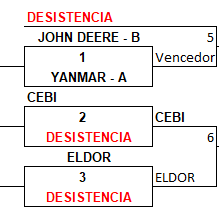 DESISTENCIA
JOHN DEERE - B
5
1
Vencedor
YANMAR - A
CEBI
2
CEBI
DESISTENCIA
6
ELDOR
3
ELDOR
DESISTENCIA